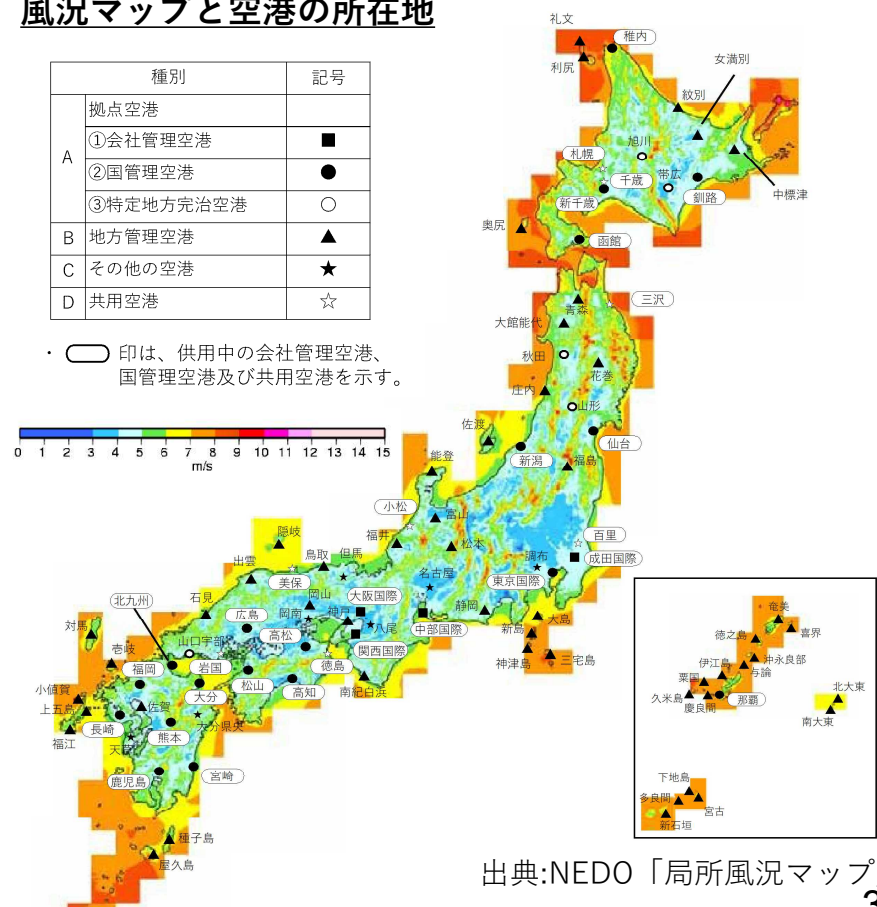 風況マップと空港の所在地
種別 記号
A
拠点空港
①会社管理空港 ■
②国管理空港 ●
③特定地方完治空港 ○
B 地方管理空港 ▲
C その他の空港 ★
D 共用空港 ☆
・ 印は、供用中の会社管理空港、
国管理空港及び共用空港を示す。
0 1 2 3 4 5 6 7 8 9 10 11 12 13 14 15
m/s
礼文
稚内
利尻
女満別
紋別
旭川
札幌
千歳
帯広
新千歳
釧路
中標津
奥尻
函館
三沢
青森
大館能代
秋田
花巻
庄内
山形
佐渡
仙台
新潟
福島
能登
小松
富山
福井
松本
百里
成田国際
調布
東京国際
名古屋
隠岐
鳥取
但馬
出雲
美保
石見
岡山
大阪国際
神戸
岡南
八尾
静岡
中部国際
関西国際
大島
新島
神津島
三宅島
北九州
広島
高松
対馬
山口宇部
壱岐
福岡
岩国
徳島
松山
高知
南紀白浜
大分
小値賀
上五島
佐賀
大分県央
長崎
熊本
福江
天草
鹿児島
宮崎
種子島
屋久島
奄美
喜界
徳之島
沖永良部
伊江島
与論
粟国
久米島
慶良間
那覇
北大東
南大東
下地島
多良間
宮古
新石垣
出典:NEDO「局所風況マップ
3